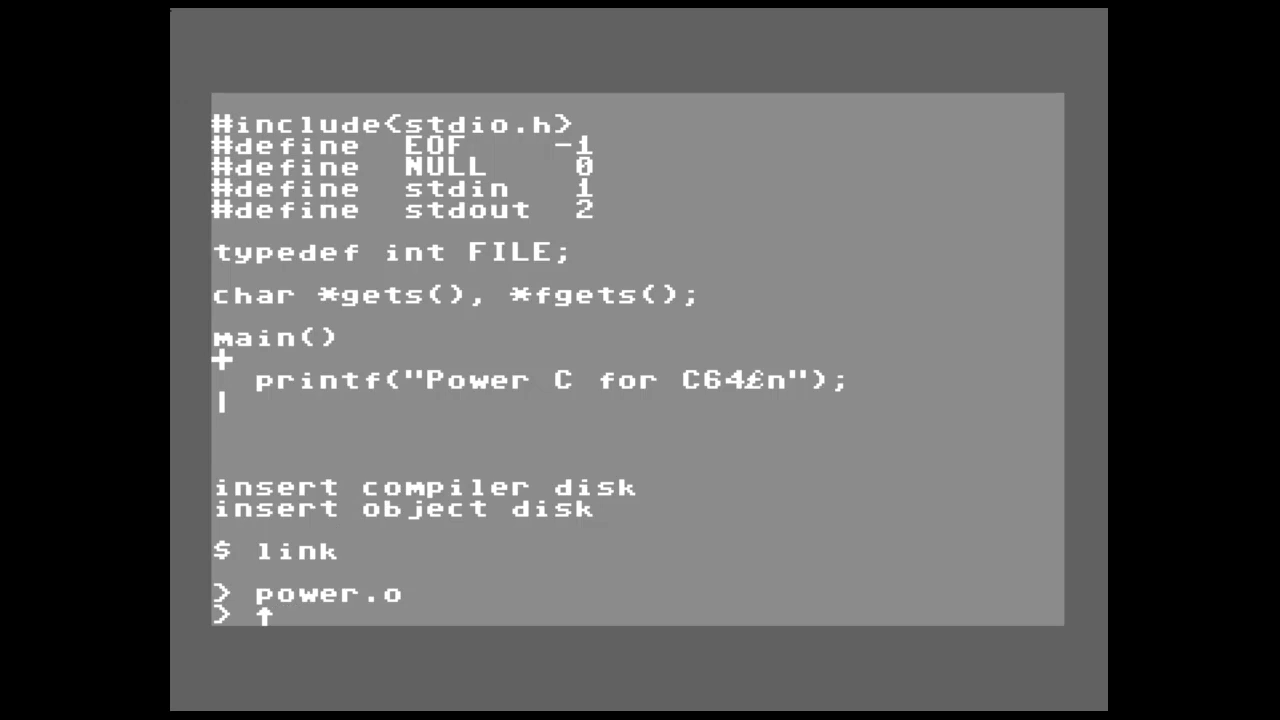 #include<stdio.h>
#define  EOF    -1
#define  NULL    0
#define  stdin   1
#define  stdout  2
typedef int FILE;
char *gets(), *fgets();
main()
+
  printf("Power C for C64£n");
|
insert compiler disk
insert object disk
$ link
> power.o
> ↑